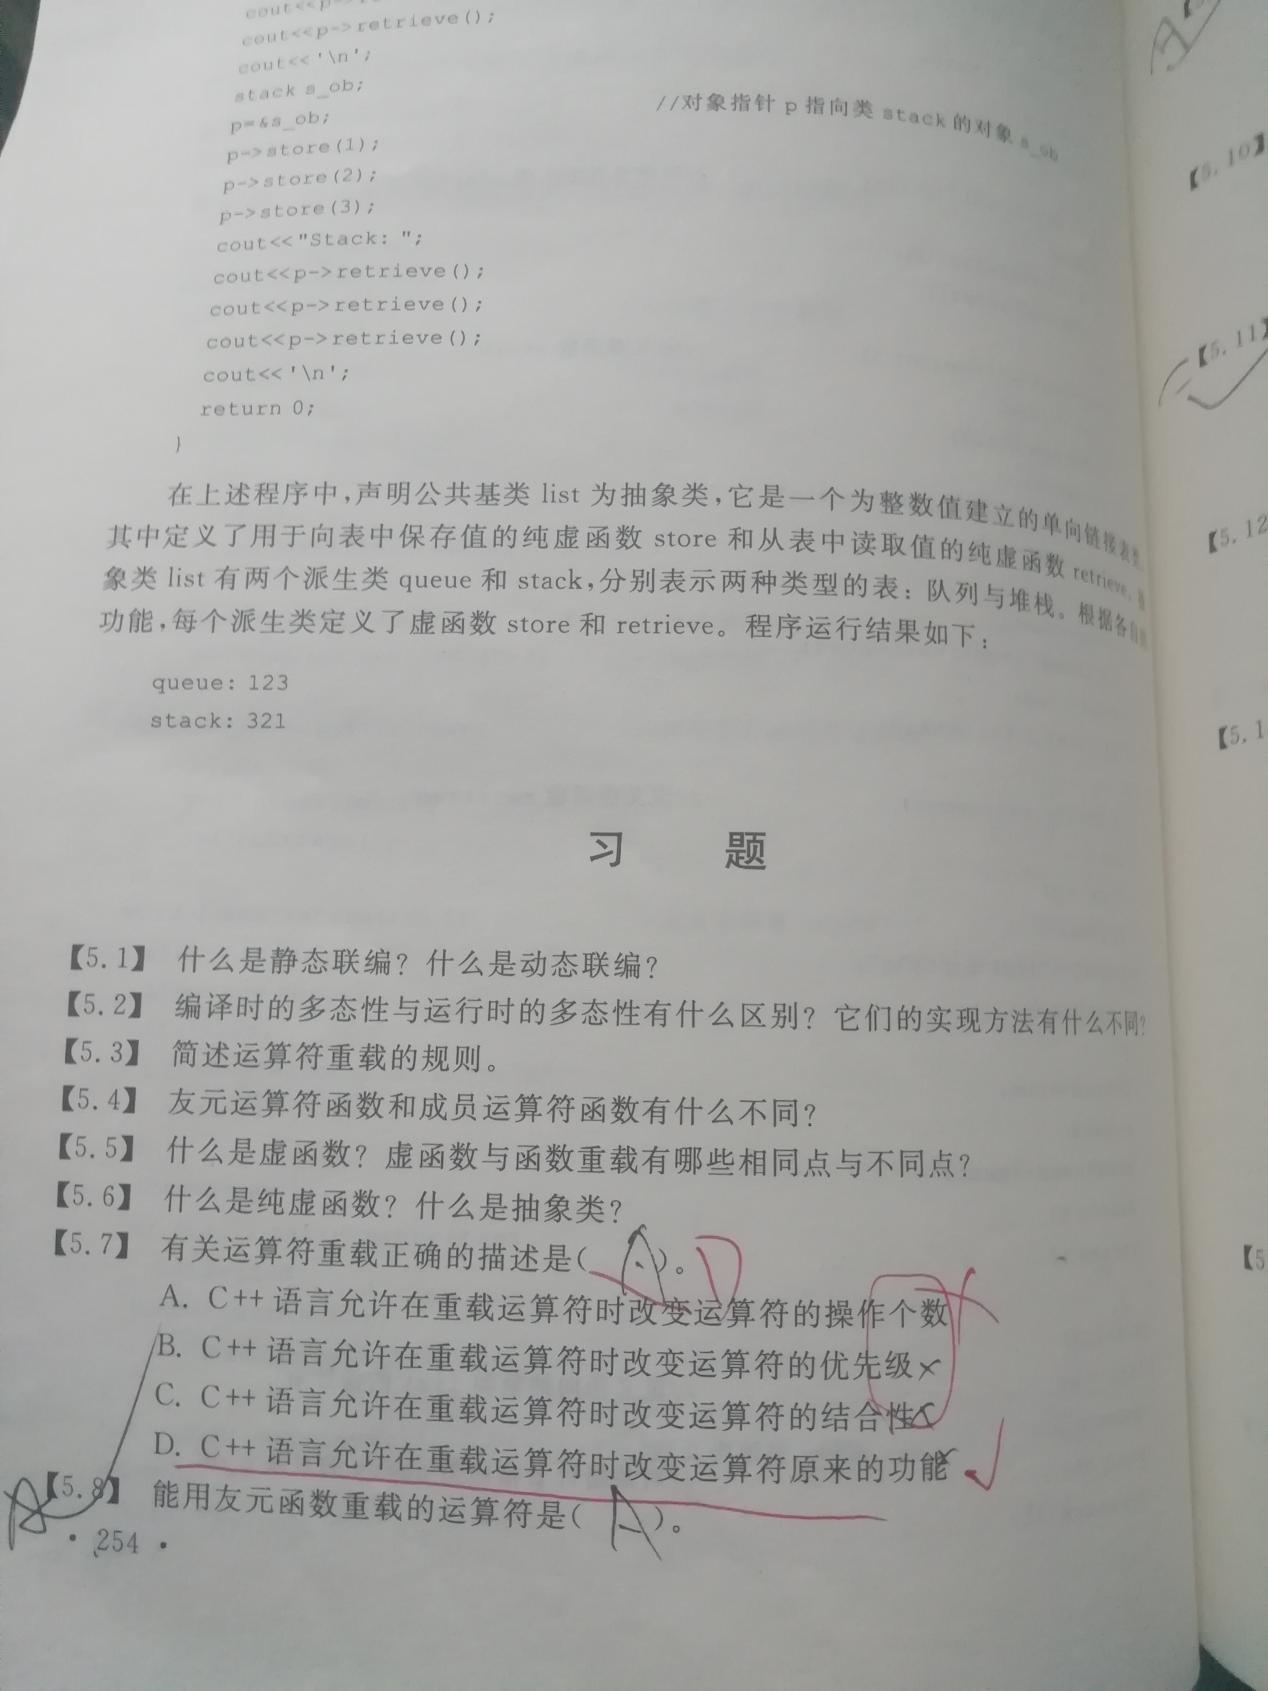 cout<<p->re
cout<<p->retrieve();
cout<<'\n';
stack s_ob;
p=&s_ob; //对象指针 p 指向类 stack 的对象 s_ob
p->store(1);
p->store(2);
p->store(3);
cout<<"Stack: ";
cout<<p->retrieve();
cout<<p->retrieve();
cout<<p->retrieve();
cout<<'\n';
return 0;
}
在上述程序中,声明公共基类 list 为抽象类,它是一个为整数值建立的单向链接表类
其中定义了用于向表中保存值的纯虚函数 store 和从表中读取值的纯虚函数 retrieve。
象类 list 有两个派生类 queue 和 stack,分别表示两种类型的表：队列与堆栈。根据各自
功能,每个派生类定义了虚函数 store 和 retrieve。程序运行结果如下：
queue: 123
stack: 321
习 题
【5.1】 什么是静态联编？什么是动态联编？
【5.2】 编译时的多态性与运行时的多态性有什么区别？它们的实现方法有什么不同？
【5.3】 简述运算符重载的规则。
【5.4】 友元运算符函数和成员运算符函数有什么不同？
【5.5】 什么是虚函数？虚函数与函数重载有哪些相同点与不同点？
【5.6】 什么是纯虚函数？什么是抽象类？
【5.7】 有关运算符重载正确的描述是( A )。 D
A. C++ 语言允许在重载运算符时改变运算符的操作个数
B. C++ 语言允许在重载运算符时改变运算符的优先级 ×
C. C++ 语言允许在重载运算符时改变运算符的结合性 ×
D. C++ 语言允许在重载运算符时改变运算符原来的功能 × ✓
【5.8】 能用友元函数重载的运算符是( A )。
A
· 254 ·
【5.10】
【5.11】
【5.12
【5.1
【5